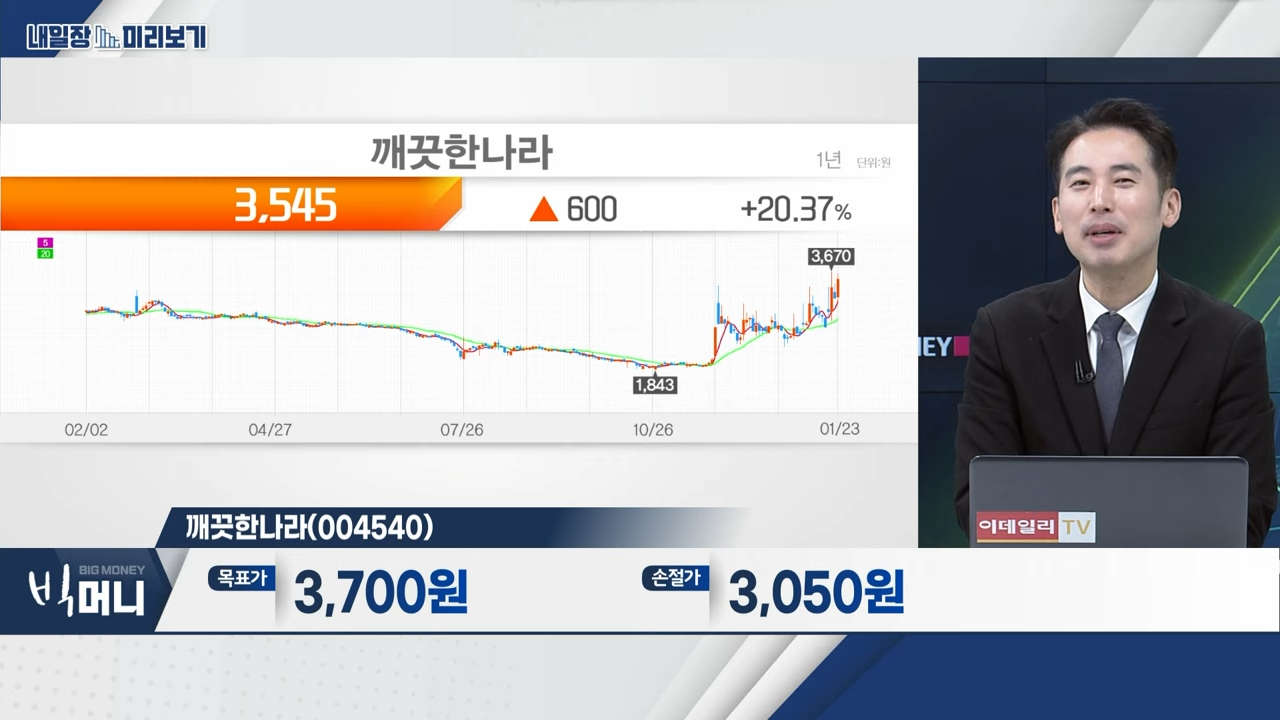 내일장 미리보기
깨끗한나라
1년 단위:원
3,545 ▲ 600 +20.37%
5
20
3,670
1,843
02/02 04/27 07/26 10/26 01/23
EY
이데일리 TV
깨끗한나라(004540)
BIG MONEY
빅머니
목표가 3,700원 손절가 3,050원